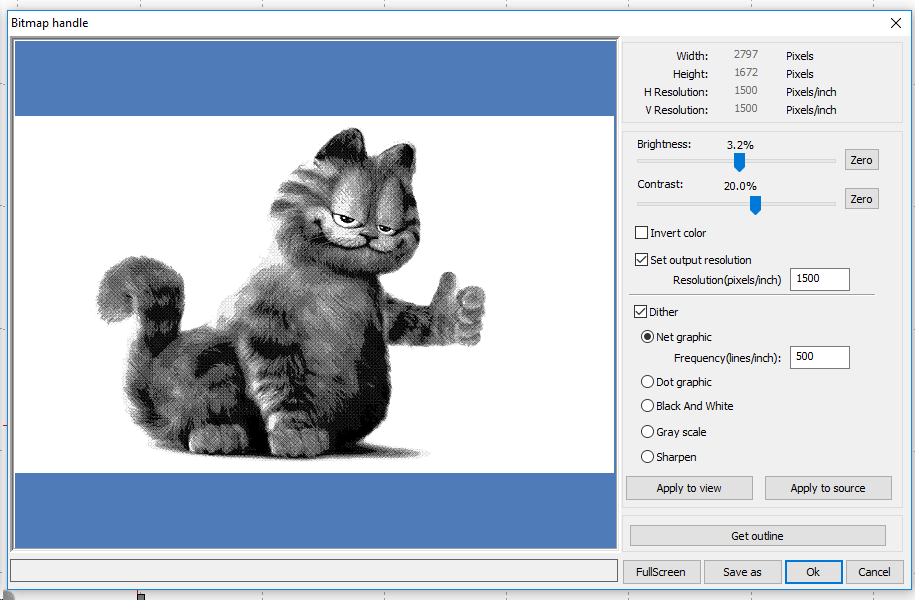 Bitmap handle
Width: 2797 Pixels
Height: 1672 Pixels
H Resolution: 1500 Pixels/inch
V Resolution: 1500 Pixels/inch
Brightness: 3.2% Zero
Contrast: 20.0% Zero
Invert color
Set output resolution
Resolution(pixels/inch) 1500
Dither
Net graphic
Frequency(lines/inch): 500
Dot graphic
Black And White
Gray scale
Sharpen
Apply to view Apply to source
Get outline
FullScreen Save as Ok Cancel